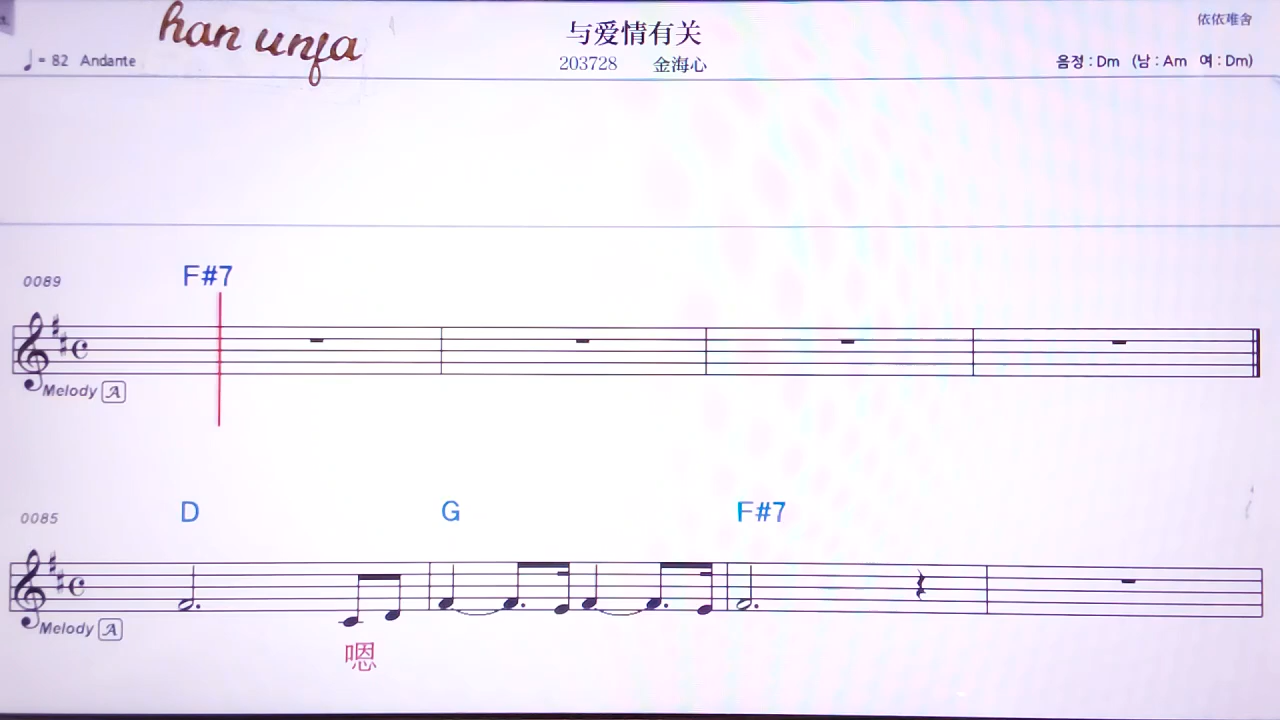 han unfa
与爱情有关
依依唯舍
♩= 82 Andante
203728 金海心
음정 : Dm (남 : Am 여 : Dm)
0089
F#7
Melody A
0085
D G F#7
Melody A
嗯